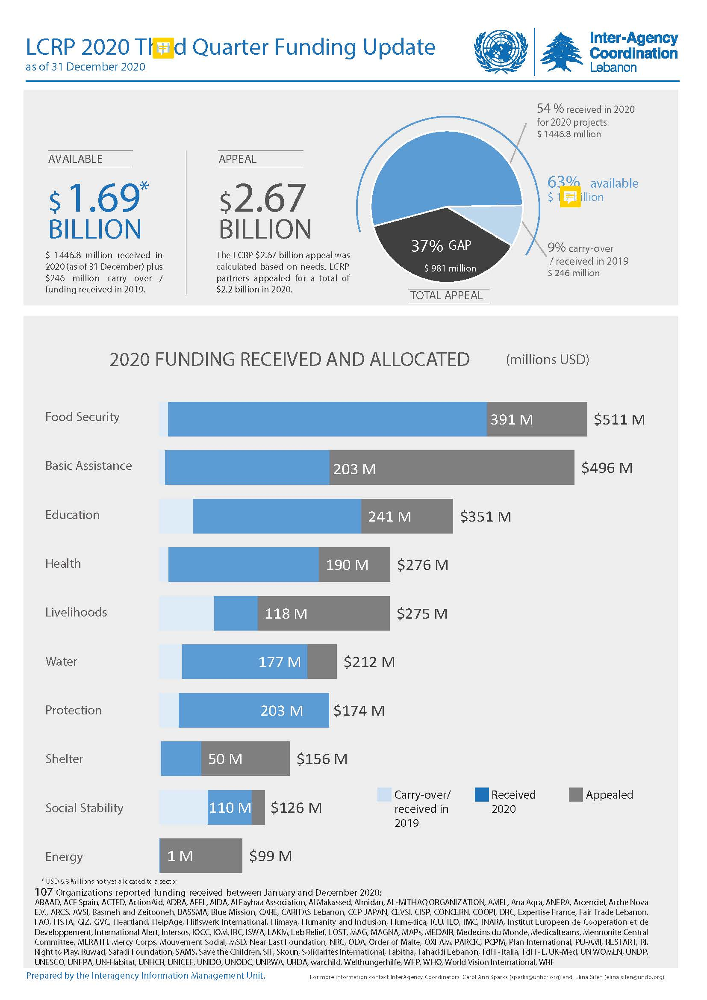 LCRP 2020 Th d Quarter Funding Update
as of 31 December 2020
Inter-Agency
Coordination
Lebanon
AVAILABLE
$ 1.69*
BILLION
$ 1446.8 million received in
2020 (as of 31 December) plus
$246 million carry over /
funding received in 2019.
APPEAL
$2.67
BILLION
The LCRP $2.67 billion appeal was
calculated based on needs. LCRP
partners appealed for a total of
$2.2 billion in 2020.
54 % received in 2020
for 2020 projects
$ 1446.8 million
63% available
$ 1 illion
9% carry-over
/ received in 2019
$ 246 million
37% GAP
$ 981 million
TOTAL APPEAL
2020 FUNDING RECEIVED AND ALLOCATED (millions USD)
Food Security 391 M $511 M
Basic Assistance 203 M $496 M
Education 241 M $351 M
Health 190 M $276 M
Livelihoods 118 M $275 M
Water 177 M $212 M
Protection 203 M $174 M
Shelter 50 M $156 M
Social Stability 110 M $126 M
Carry-over/
received in
2019
Received
2020
Appealed
Energy 1 M $99 M
* USD 6.8 Millions not yet allocated to a sector
107 Organizations reported funding received between January and December 2020:
ABAAD, ACF Spain, ACTED, ActionAid, ADRA, AFEL, AIDA, Al Fayhaa Association, Al Makassed, Almidan, AL-MITHAQ ORGANIZATION, AMEL, Ana Aqra, ANERA, Arcenciel, Arche Nova
E.V., ARCS, AVSI, Basmeh and Zeitooneh, BASSMA, Blue Mission, CARE, CARITAS Lebanon, CCP JAPAN, CEVSI, CISP, CONCERN, COOPI, DRC, Expertise France, Fair Trade Lebanon,
FAO, FISTA, GIZ, GVC, Heartland, HelpAge, Hilfswerk International, Himaya, Humanity and Indusion, Humedica, ICU, ILO, IMC, INARA, Institut Europeen de Cooperation et de
Developpement, International Alert, Intersos, IOCC, IOM, IRC, ISWA, LAKM, Leb Relief, LOST, MAG, MAGNA, MAPs, MEDAIR, Medecins du Monde, Medicalteams, Mennonite Central
Committee, MERATH, Mercy Corps, Mouvement Social, MSD, Near East Foundation, NRC, ODA, Order of Malte, OXFAM, PARCIC, PCPM, Plan International, PU-AMI, RESTART, RI,
Right to Play, Ruwad, Safadi Foundation, SAMS, Save the Children, SIF, Skoun, Solidarites International, Tabitha, Tahaddi Lebanon, TdH - Italia, TdH - L, UK-Med, UN WOMEN, UNDP,
UNESCO, UNFPA, UN-Habitat, UNHCR, UNICEF, UNIDO, UNODC, UNRWA, URDA, warchild, Welthungerhilfe, WFP, WHO, World Vision International, WRF
Prepared by the Interagency Information Management Unit.
For more information contact InterAgency Coordinators Carol Ann Sparks (sparks@unhcr.org) and Elina Silen (elina.silen@undp.org).